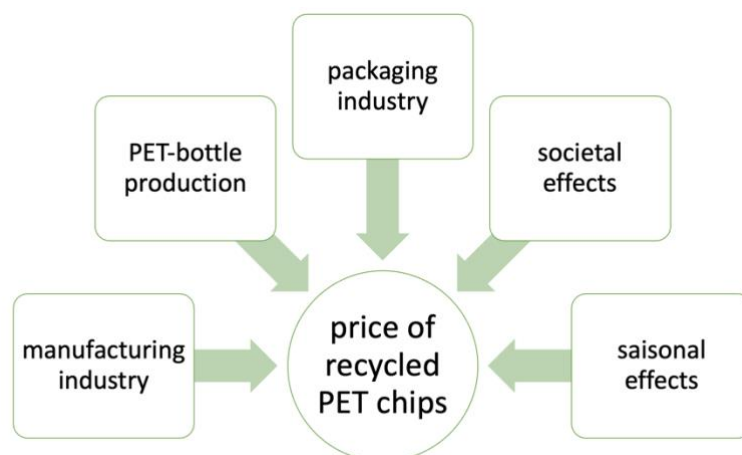 packaging
industry
PET-bottle
production
societal
effects
manufacturing
industry
price of
recycled
PET chips
saisonal
effects